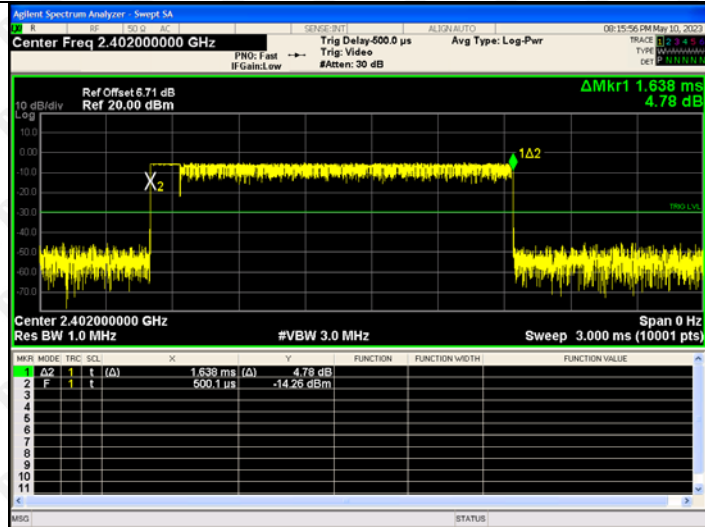 Agilent Spectrum Analyzer - Swept SA
R RF 50 Ω AC SENSE:INT ALIGN AUTO 08:15:56 PM May 10, 2023
Center Freq 2.402000000 GHz
PNO: Fast
IFGain:Low
Trig Delay-500.0 µs
Trig: Video
#Atten: 30 dB
Avg Type: Log-Pwr
TRACE 1 2 3 4 5 6
TYPE
DET P N N N N N
ΔMkr1 1.638 ms
4.78 dB
Ref Offset 6.71 dB
Ref 20.00 dBm
10 dB/div
Log
10.0
0.00
-10.0
-20.0
-30.0
-40.0
-50.0
-60.0
-70.0
1Δ2
X2
TRIG LVL
Center 2.402000000 GHz Span 0 Hz
Res BW 1.0 MHz #VBW 3.0 MHz Sweep 3.000 ms (10001 pts)
MKR MODE TRC SCL X Y FUNCTION FUNCTION WIDTH FUNCTION VALUE
1 Δ2 1 t (Δ) 1.638 ms (Δ) 4.78 dB
2 F 1 t 500.1 µs -14.26 dBm
3
4
5
6
7
8
9
10
11
MSG STATUS